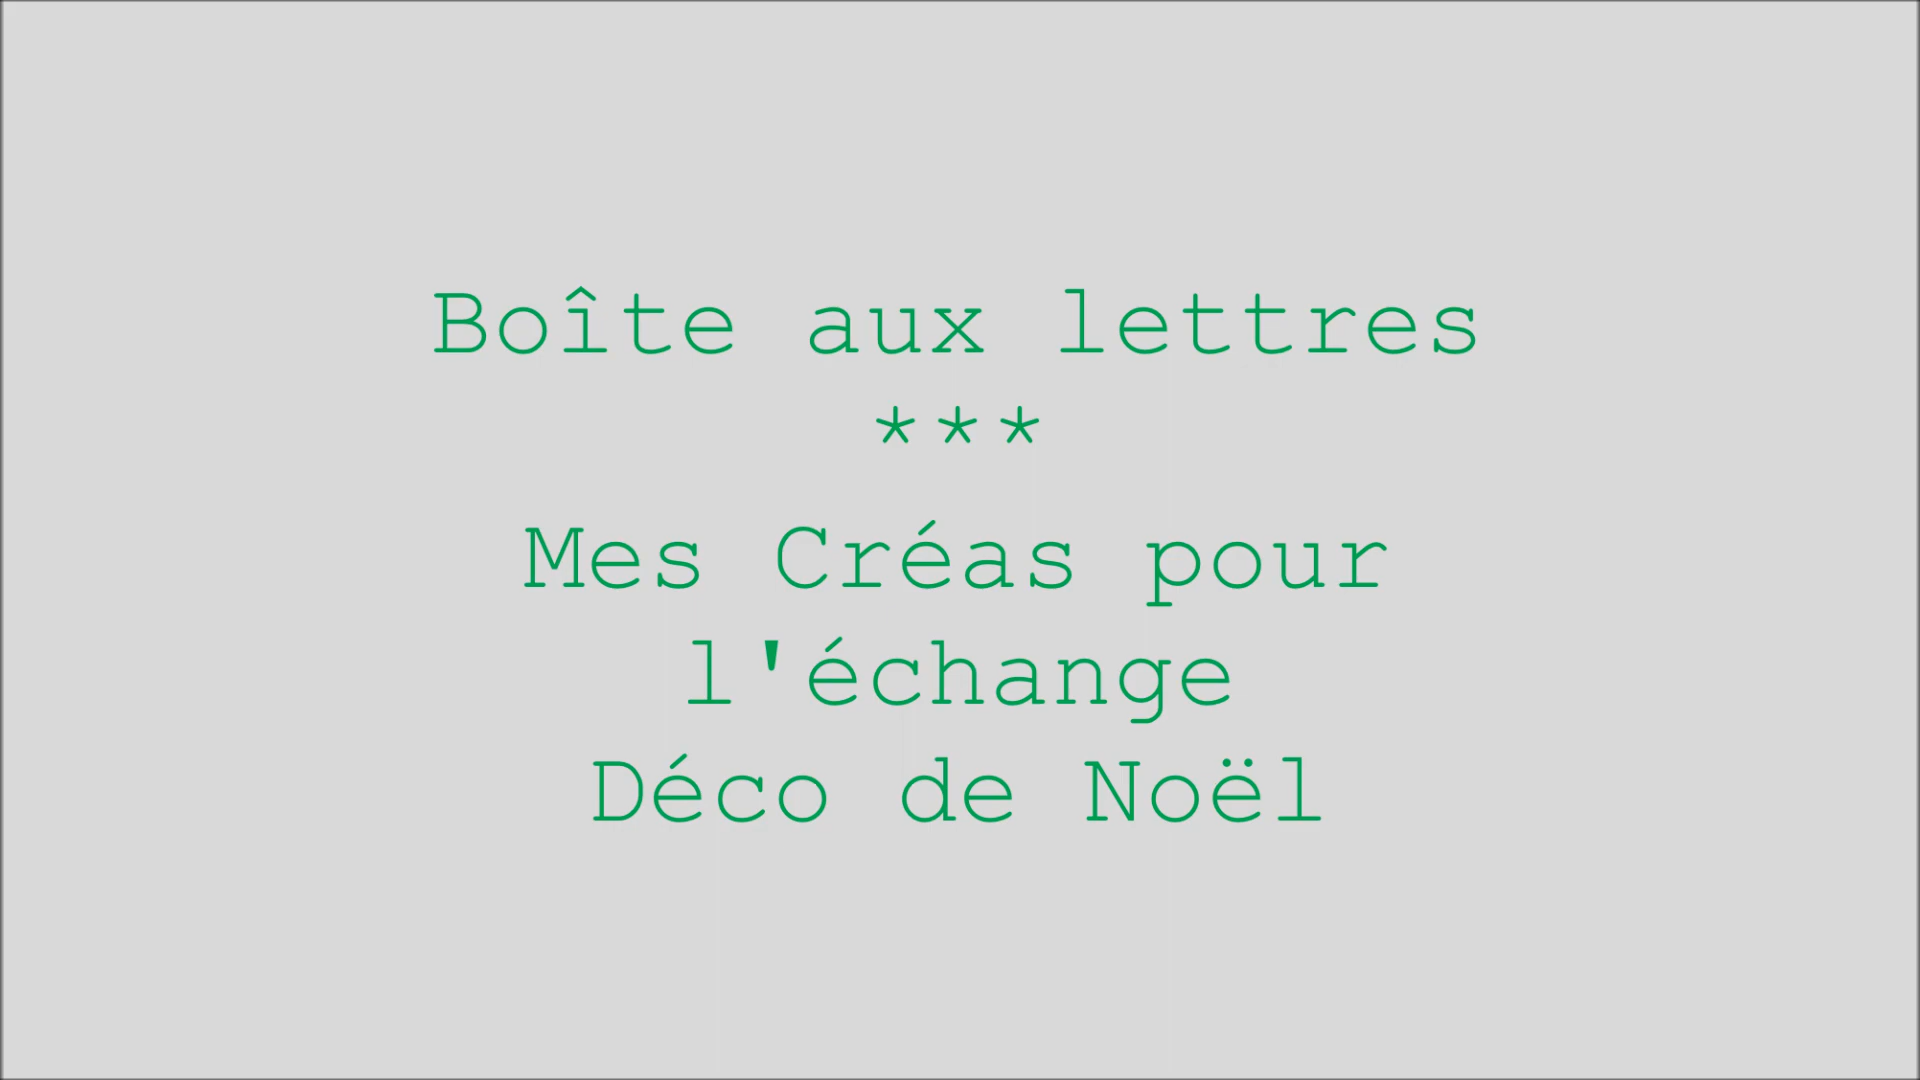 Boîte aux lettres
***
Mes Créas pour
l'échange
Déco de Noël